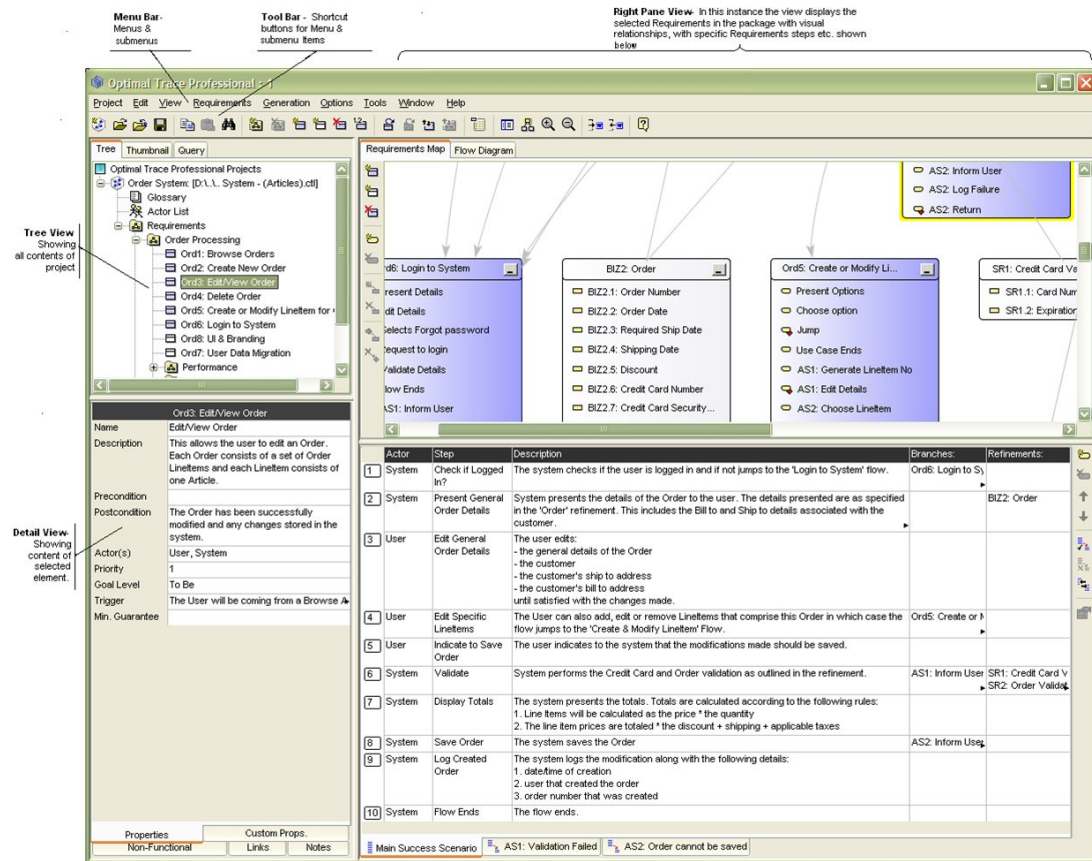 Menu Bar-
Menus &
submenus
Tool Bar - Shortcut
buttons for Menu &
submenu Items
Right Pane View- In this instance the view displays the
selected Requirements in the package with visual
relationships, with specific Requirements steps etc. shown
below
Optimal Trace Professional : 1
Project Edit View Requirements Generation Options Tools Window Help
Tree Thumbnail Query
Optimal Trace Professional Projects
Order System: [D:\..\.. System - (Articles).ctl]
Glossary
Actor List
Requirements
Order Processing
Ord1: Browse Orders
Ord2: Create New Order
Ord3: Edit/View Order
Ord4: Delete Order
Ord5: Create or Modify LineItem for
Ord6: Login to System
Ord8: UI & Branding
Ord7: User Data Migration
Performance
Tree View
Showing
all contents of
project
Requirements Map Flow Diagram
AS2: Inform User
AS2: Log Failure
AS2: Return
rd6: Login to System
resent Details
dit Details
Selects Forgot password
equest to login
Validate Details
low Ends
AS1: Inform User
BIZ2: Order
BIZ2.1: Order Number
BIZ2.2: Order Date
BIZ2.3: Required Ship Date
BIZ2.4: Shipping Date
BIZ2.5: Discount
BIZ2.6: Credit Card Number
BIZ2.7: Credit Card Security...
Ord5: Create or Modify Li...
Present Options
Choose option
Jump
Use Case Ends
AS1: Generate LineItem No
AS1: Edit Details
AS2: Choose LineItem
SR1: Credit Card Va
SR1.1: Card Num
SR1.2: Expiration
Ord3: Edit/View Order
Name Edit/View Order
Description This allows the user to edit an Order.
Each Order consists of a set of Order
LineItems and each LineItem consists of
one Article.
Precondition
Postcondition The Order has been successfully
modified and any changes stored in the
system.
Actor(s) User, System
Priority 1
Goal Level To Be
Trigger The User will be coming from a Browse A
Min. Guarantee
Detail View-
Showing
content of
selected
element.
Properties Custom Props.
Non-Functional Links Notes
Actor Step Description Branches: Refinements:
1 System Check if Logged In? The system checks if the user is logged in and if not jumps to the 'Login to System' flow. Ord6: Login to Sy
2 System Present General Order Details System presents the details of the Order to the user. The details presented are as specified BIZ2: Order
in the 'Order' refinement. This includes the Bill to and Ship to details associated with the
customer.
3 User Edit General Order Details The user edits:
- the general details of the Order
- the customer
- the customer's ship to address
- the customer's bill to address
until satisfied with the changes made.
4 User Edit Specific LineItems The User can also add, edit or remove LineItems that comprise this Order in which case the Ord5: Create or M
flow jumps to the 'Create & Modify LineItem' Flow.
5 User Indicate to Save Order The user indicates to the system that the modifications made should be saved.
6 System Validate System performs the Credit Card and Order validation as outlined in the refinement. AS1: Inform User SR1: Credit Card V
SR2: Order Validat
7 System Display Totals The system presents the totals. Totals are calculated according to the following rules:
1. Line Items will be calculated as the price * the quantity
2. The line item prices are totaled * the discount + shipping + applicable taxes
8 System Save Order The system saves the Order AS2: Inform User
9 System Log Created Order The system logs the modification along with the following details:
1. date/time of creation
2. user that created the order
3. order number that was created
10 System Flow Ends The flow ends.
Main Success Scenario AS1: Validation Failed AS2: Order cannot be saved